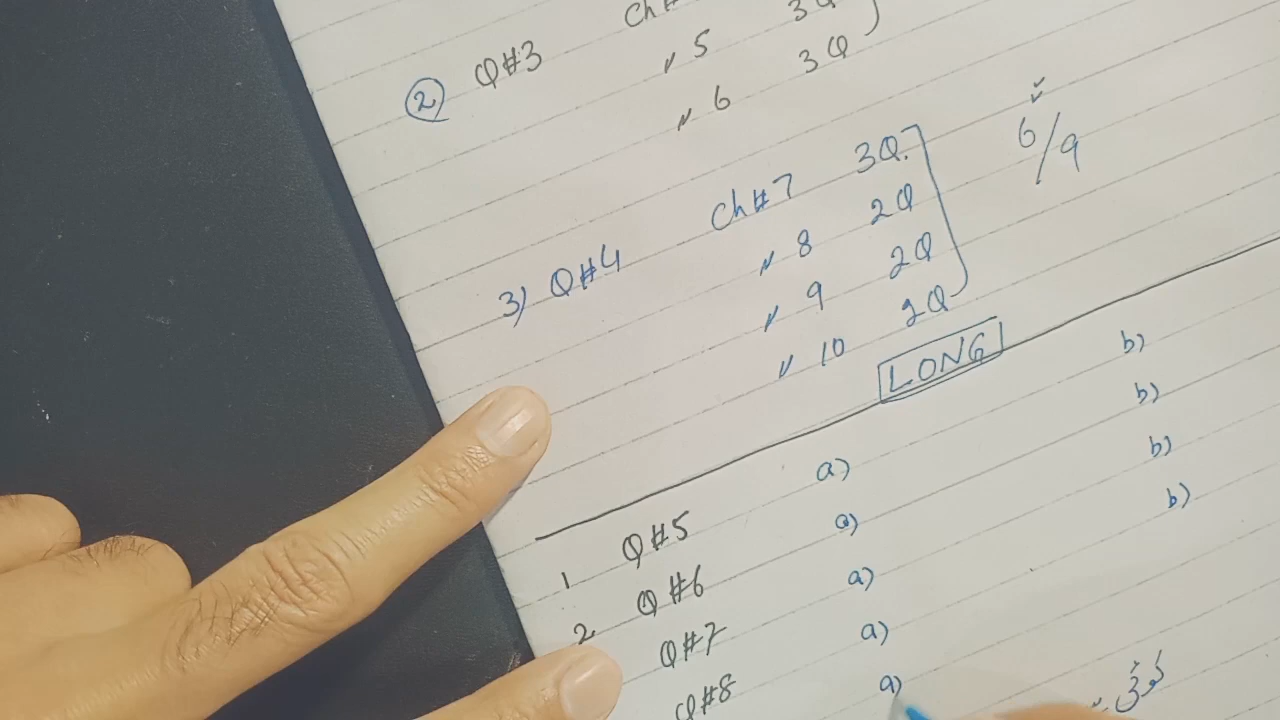 Ch#
② Q#3 〃 5 3Q
〃 6 3Q
6/9
3) Q#4 Ch#7 3Q.
〃 8 2Q
〃 9 2Q
〃 10 2Q
LONG
1 Q#5 a) b)
2 Q#6 a) b)
Q#7 a) b)
Q#8 a) b)
a)